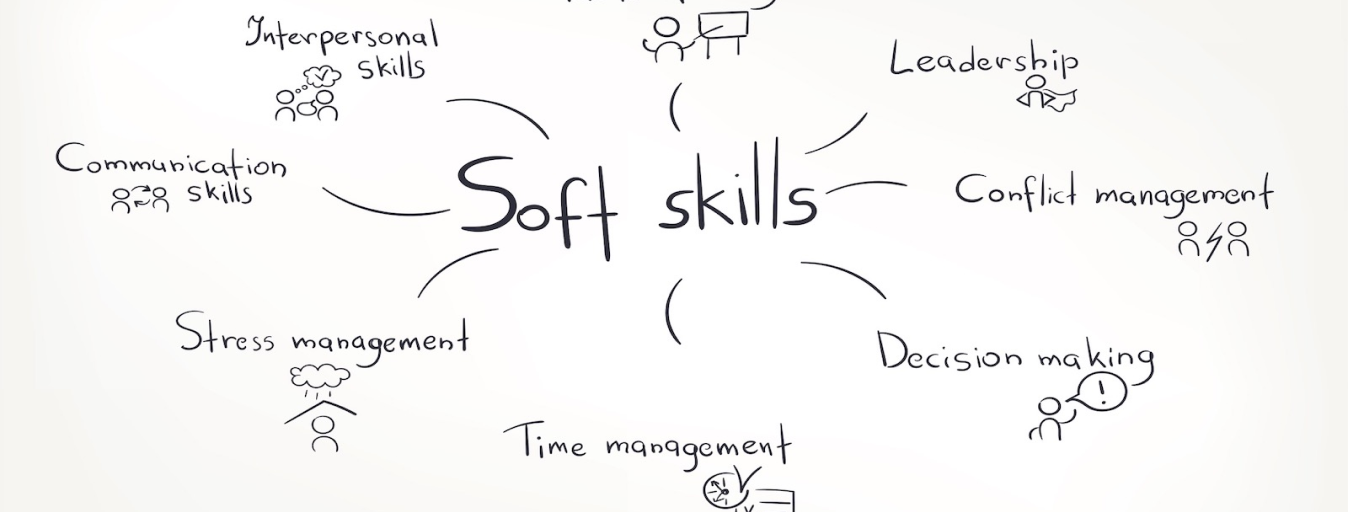 Interpersonal
skills
Leadership
Communication
skills
Soft skills
Conflict management
Stress management
Decision making
!
Time management